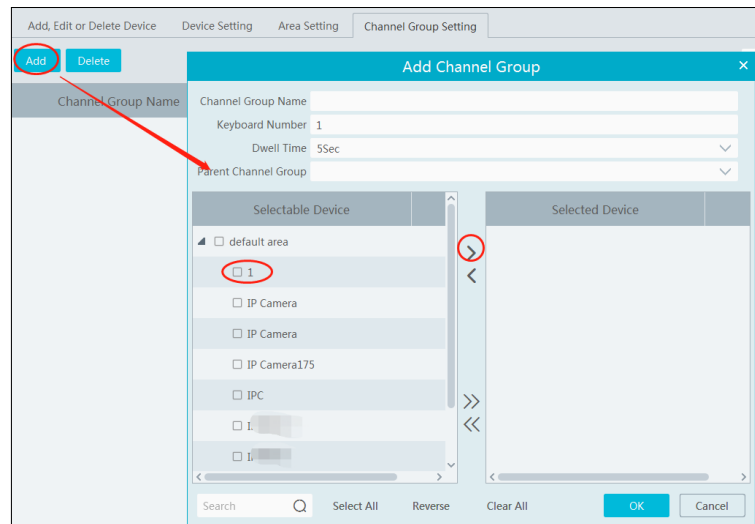 Add, Edit or Delete Device Device Setting Area Setting Channel Group Setting
Add Delete
Add Channel Group
Channel Group Name
Channel Group Name
Keyboard Number 1
Dwell Time 5Sec
Parent Channel Group
Selectable Device Selected Device
default area
1
IP Camera
IP Camera
IP Camera175
IPC
Search Select All Reverse Clear All OK Cancel